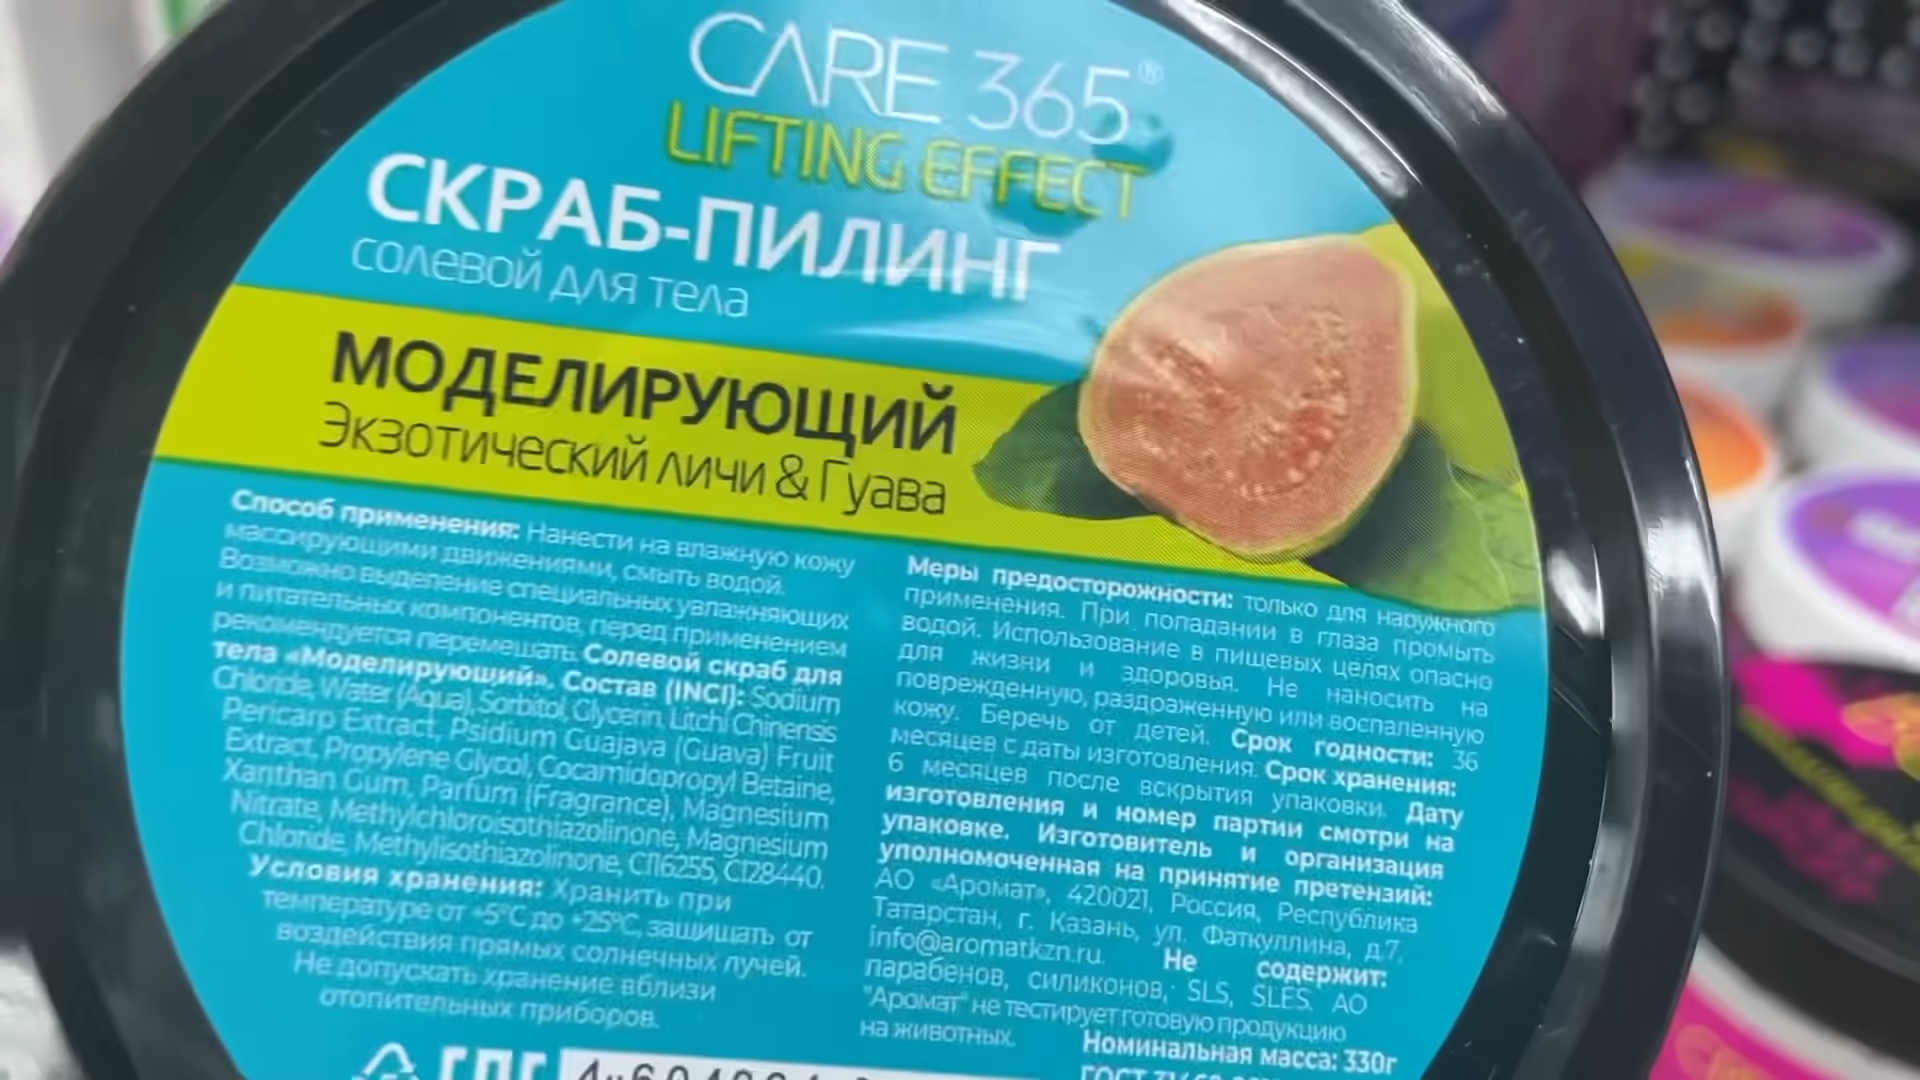 CARE 365®
LIFTING EFFECT
СКРАБ-ПИЛИНГ
солевой для тела
МОДЕЛИРУЮЩИЙ
Экзотический личи & Гуава
Способ применения: Нанести на влажную кожу
массирующими движениями, смыть водой.
Возможно выделение специальных увлажняющих
и питательных компонентов, перед применением
рекомендуется перемешать. Солевой скраб для
тела «Моделирующий». Состав (INCI): Sodium
Chloride, Water (Aqua), Sorbitol, Glycerin, Litchi Chinensis
Pericarp Extract, Psidium Guajava (Guava) Fruit
Extract, Propylene Glycol, Cocamidopropyl Betaine,
Xanthan Gum, Parfum (Fragrance), Magnesium
Nitrate, Methylchloroisothiazolinone, Magnesium
Chloride, Methylisothiazolinone, CI16255, CI28440.
Условия хранения: Хранить при
температуре от +5°С до +25°С, защищать от
воздействия прямых солнечных лучей.
Не допускать хранение вблизи
отопительных приборов.
Меры предосторожности: только для наружного
применения. При попадании в глаза промыть
водой. Использование в пищевых целях опасно
для жизни и здоровья. Не наносить на
поврежденную, раздраженную или воспаленную
кожу. Беречь от детей. Срок годности: 36
месяцев с даты изготовления. Срок хранения:
6 месяцев после вскрытия упаковки. Дату
изготовления и номер партии смотри на
упаковке. Изготовитель и организация
уполномоченная на принятие претензий:
АО «Аромат», 420021, Россия, Республика
Татарстан, г. Казань, ул. Фаткуллина, д.7,
info@aromatkzn.ru. Не содержит:
парабенов, силиконов, SLS, SLES. АО
"Аромат" не тестирует готовую продукцию
на животных.
Номинальная масса: 330г